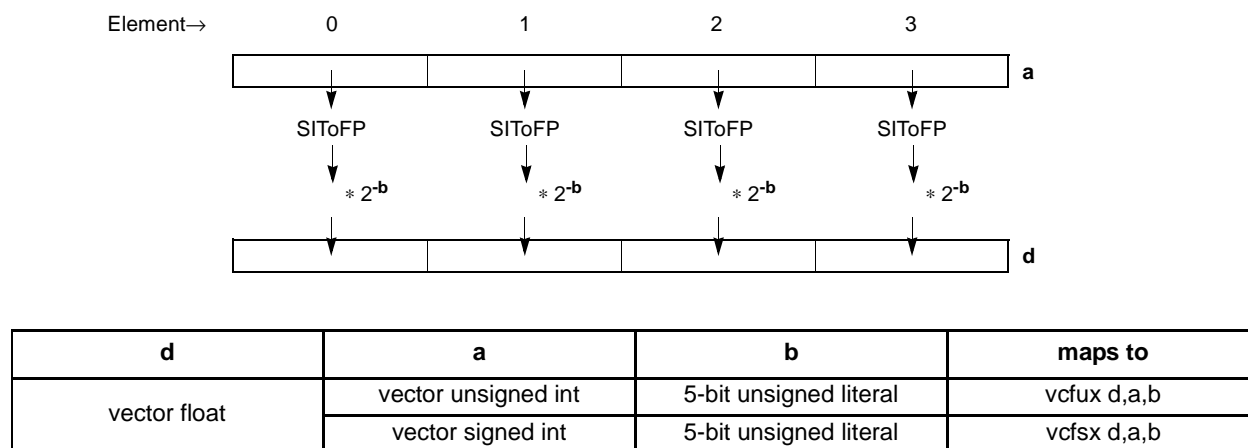 Element→ 0 1 2 3
a
SIToFP SIToFP SIToFP SIToFP
* 2-b * 2-b * 2-b * 2-b
d
d a b maps to
vector float vector unsigned int 5-bit unsigned literal vcfux d,a,b
vector signed int 5-bit unsigned literal vcfsx d,a,b